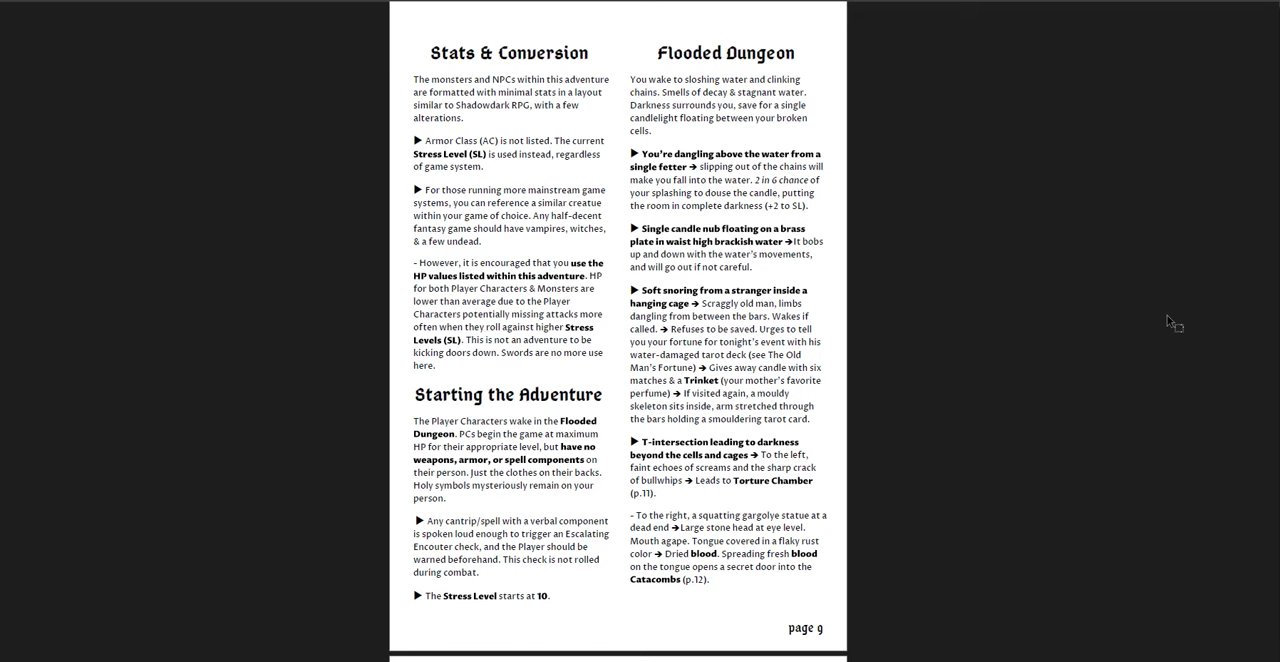 Stats & Conversion
The monsters and NPCs within this adventure
are formatted with minimal stats in a layout
similar to Shadowdark RPG, with a few
alterations.
▶ Armor Class (AC) is not listed. The current
Stress Level (SL) is used instead, regardless
of game system.
▶ For those running more mainstream game
systems, you can reference a similar creatue
within your game of choice. Any half-decent
fantasy game should have vampires, witches,
& a few undead.
- However, it is encouraged that you use the
HP values listed within this adventure. HP
for both Player Characters & Monsters are
lower than average due to the Player
Characters potentially missing attacks more
often when they roll against higher Stress
Levels (SL). This is not an adventure to be
kicking doors down. Swords are no more use
here.
Starting the Adventure
The Player Characters wake in the Flooded
Dungeon. PCs begin the game at maximum
HP for their appropriate level, but have no
weapons, armor, or spell components on
their person. Just the clothes on their backs.
Holy symbols mysteriously remain on your
person.
▶ Any cantrip/spell with a verbal component
is spoken loud enough to trigger an Escalating
Encouter check, and the Player should be
warned beforehand. This check is not rolled
during combat.
▶ The Stress Level starts at 10.
Flooded Dungeon
You wake to sloshing water and clinking
chains. Smells of decay & stagnant water.
Darkness surrounds you, save for a single
candlelight floating between your broken
cells.
▶ You're dangling above the water from a
single fetter → slipping out of the chains will
make you fall into the water. 2 in 6 chance of
your splashing to douse the candle, putting
the room in complete darkness (+2 to SL).
▶ Single candle nub floating on a brass
plate in waist high brackish water →It bobs
up and down with the water's movements,
and will go out if not careful.
▶ Soft snoring from a stranger inside a
hanging cage → Scraggly old man, limbs
dangling from between the bars. Wakes if
called. → Refuses to be saved. Urges to tell
you your fortune for tonight's event with his
water-damaged tarot deck (see The Old
Man's Fortune) → Gives away candle with six
matches & a Trinket (your mother's favorite
perfume) → If visited again, a mouldy
skeleton sits inside, arm stretched through
the bars holding a smouldering tarot card.
▶ T-intersection leading to darkness
beyond the cells and cages → To the left,
faint echoes of screams and the sharp crack
of bullwhips → Leads to Torture Chamber
(p.11).
- To the right, a squatting gargolye statue at a
dead end →Large stone head at eye level.
Mouth agape. Tongue covered in a flaky rust
color → Dried blood. Spreading fresh blood
on the tongue opens a secret door into the
Catacombs (p.12).
page 9